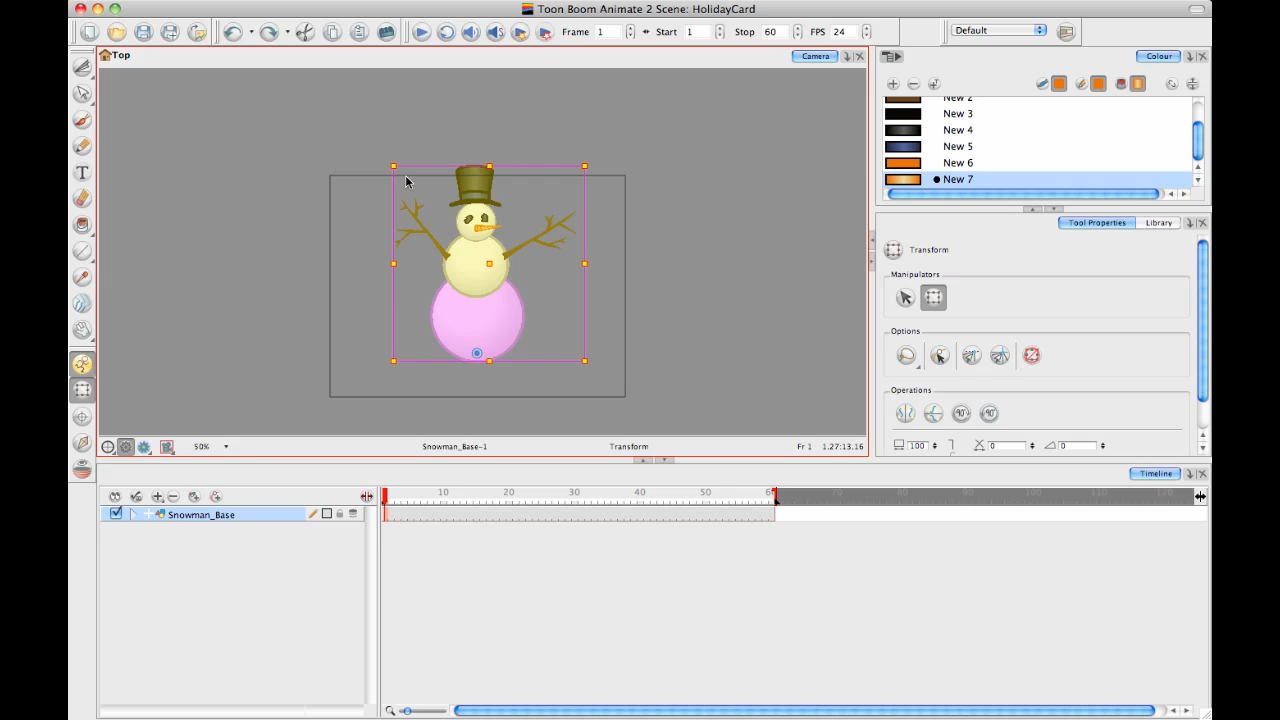 Toon Boom Animate 2 Scene: HolidayCard
Frame 1 Start 1 Stop 60 FPS 24 Default
Top Camera
Colour
New 2
New 3
New 4
New 5
New 6
New 7
Tool Properties Library
T
Transform
Manipulators
Options
Operations
90° 90°
100 0 0
50% Snowman_Base-1 Transform Fr 1 1.27:13.16
Timeline
10 20 30 40 50 60 70 80 90 100 110 120
Snowman_Base